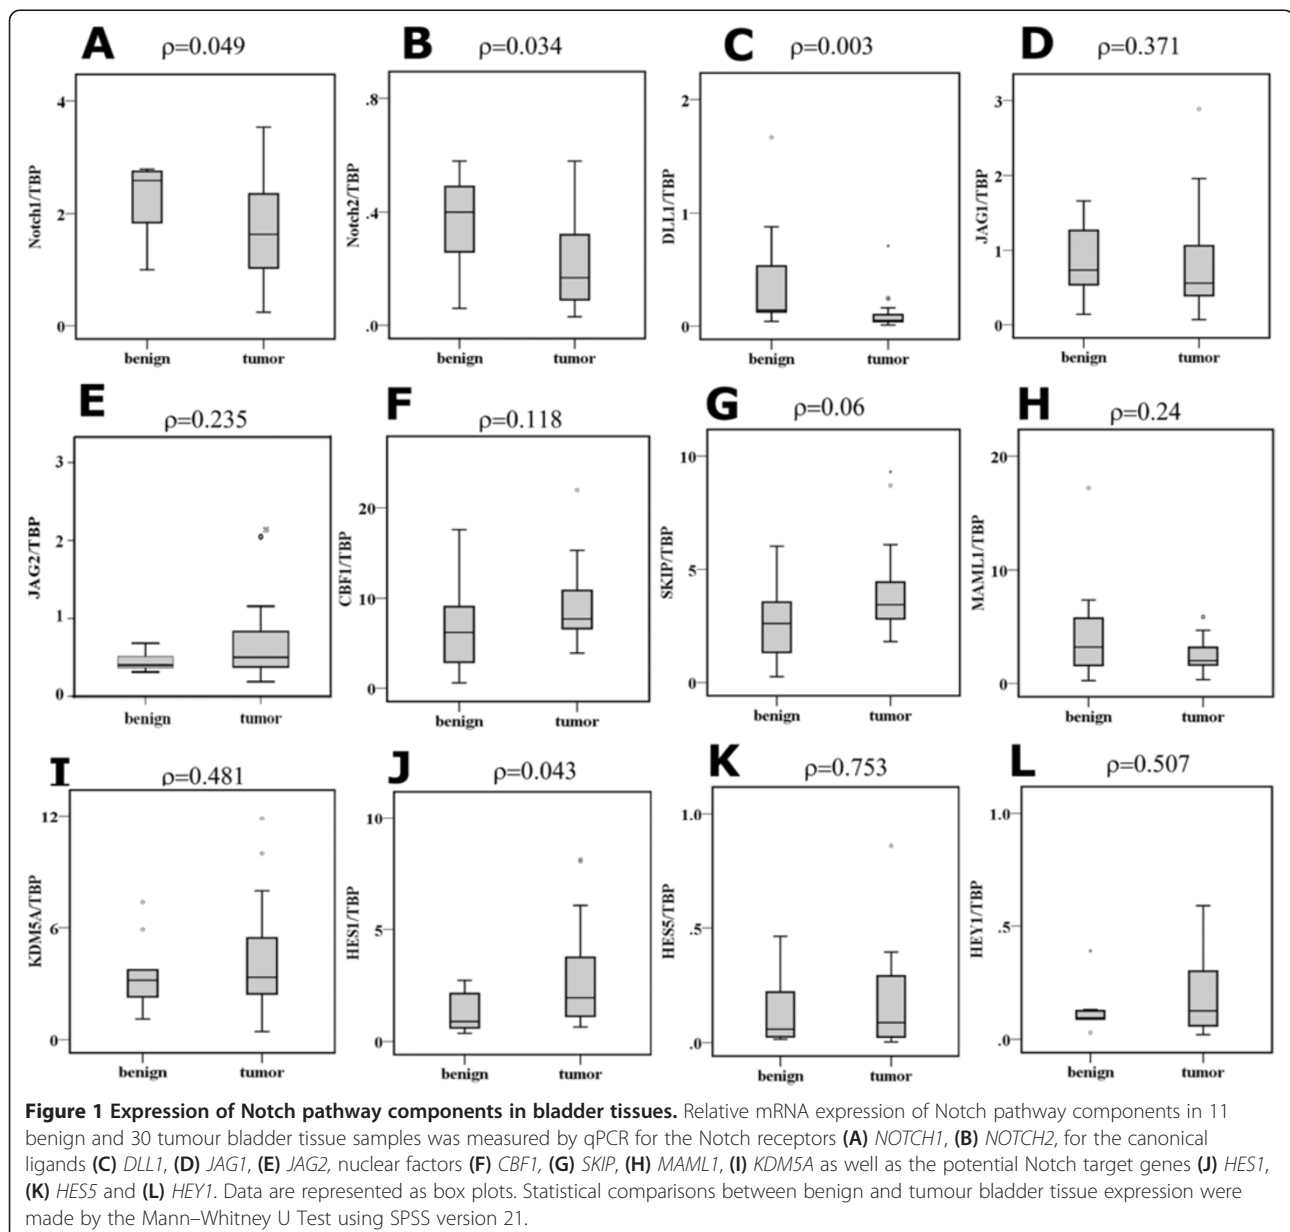 A ρ=0.049 B ρ=0.034 C ρ=0.003 D ρ=0.371
Notch1/TBP
4
2
0
benign tumor
Notch2/TBP
.8
.4
.0
benign tumor
DLL1/TBP
2
1
0
benign tumor
JAG1/TBP
3
2
1
0
benign tumor
E ρ=0.235 F ρ=0.118 G ρ=0.06 H ρ=0.24
JAG2/TBP
3
2
1
0
benign tumor
CBF1/TBP
20
10
0
benign tumor
SKIP/TBP
10
5
0
benign tumor
MAML1/TBP
20
10
0
benign tumor
I ρ=0.481 J ρ=0.043 K ρ=0.753 L ρ=0.507
KDM5A/TBP
12
6
0
benign tumor
HES1/TBP
10
5
0
benign tumor
HES5/TBP
1.0
.5
.0
benign tumor
HEY1/TBP
1.0
.5
.0
benign tumor
Figure 1 Expression of Notch pathway components in bladder tissues. Relative mRNA expression of Notch pathway components in 11
benign and 30 tumour bladder tissue samples was measured by qPCR for the Notch receptors (A) NOTCH1, (B) NOTCH2, for the canonical
ligands (C) DLL1, (D) JAG1, (E) JAG2, nuclear factors (F) CBF1, (G) SKIP, (H) MAML1, (I) KDM5A as well as the potential Notch target genes (J) HES1,
(K) HES5 and (L) HEY1. Data are represented as box plots. Statistical comparisons between benign and tumour bladder tissue expression were
made by the Mann–Whitney U Test using SPSS version 21.